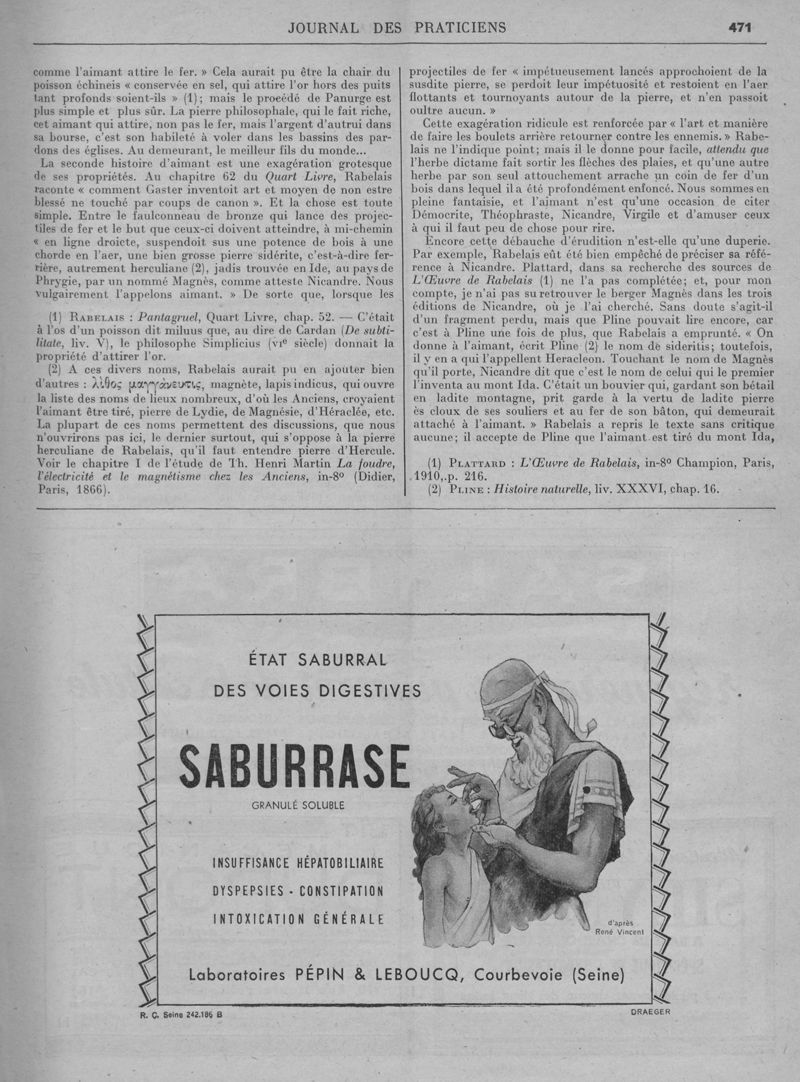 JOURNAL DES PRATICIENS 471
comme l'aimant attire le fer. » Cela aurait pu être la chair du
poisson échineis « conservée en sel, qui attire l'or hors des puits
tant profonds soient-ils » (1); mais le procédé de Panurge est
plus simple et plus sûr. La pierre philosophale, qui le fait riche,
cet aimant qui attire, non pas le fer, mais l'argent d'autrui dans
sa bourse, c'est son habileté à voler dans les bassins des par-
dons des églises. Au demeurant, le meilleur fils du monde...
La seconde histoire d'aimant est une exagération grotesque
de ses propriétés. Au chapitre 62 du Quart Livre, Rabelais
raconte « comment Gaster inventoit art et moyen de non estre
blessé ne touché par coups de canon ». Et la chose est toute
simple. Entre le faulconneau de bronze qui lance des projec-
tiles de fer et le but que ceux-ci doivent atteindre, à mi-chemin
« en ligne droicte, suspendoit sus une potence de bois à une
chorde en l'aer, une bien grosse pierre sidérite, c'est-à-dire fer-
rière, autrement herculiane (2), jadis trouvée en Ide, au pays de
Phrygie, par un nommé Magnès, comme atteste Nicandre. Nous
vulgairement l'appelons aimant. » De sorte que, lorsque les
(1) RABELAIS : Pantagruel, Quart Livre, chap. 52. — C'était
à l'os d'un poisson dit miluus que, au dire de Cardan (De subti-
litate, liv. V), le philosophe Simplicius (VIe siècle) donnait la
propriété d'attirer l'or.
(2) A ces divers noms, Rabelais aurait pu en ajouter bien
d'autres : λίθος μαγγάνευτις, magnète, lapis indicus, qui ouvre
la liste des noms de lieux nombreux, d'où les Anciens, croyaient
l'aimant être tiré, pierre de Lydie, de Magnésie, d'Héraclée, etc.
La plupart de ces noms permettent des discussions, que nous
n'ouvrirons pas ici, le dernier surtout, qui s'oppose à la pierre
herculiane de Rabelais, qu'il faut entendre pierre d'Hercule.
Voir le chapitre I de l'étude de Th. Henri Martin La foudre,
l'électricité et le magnétisme chez les Anciens, in-8° (Didier,
Paris, 1866).
projectiles de fer « impétueusement lancés approchoient de la
susdite pierre, se perdoit leur impétuosité et restoient en l'aer
flottants et tournoyants autour de la pierre, et n'en passoit
oultre aucun. »
Cette exagération ridicule est renforcée par « l'art et manière
de faire les boulets arrière retourner contre les ennemis. » Rabe-
lais ne l'indique point; mais il le donne pour facile, attendu que
l'herbe dictame fait sortir les flèches des plaies, et qu'une autre
herbe par son seul attouchement arrache un coin de fer d'un
bois dans lequel il a été profondément enfoncé. Nous sommes en
pleine fantaisie, et l'aimant n'est qu'une occasion de citer
Démocrite, Théophraste, Nicandre, Virgile et d'amuser ceux
à qui il faut peu de chose pour rire.
Encore cette débauche d'érudition n'est-elle qu'une duperie.
Par exemple, Rabelais eût été bien empêché de préciser sa réfé-
rence à Nicandre. Plattard, dans sa recherche des sources de
L'Œuvre de Rabelais (1) ne l'a pas complétée; et, pour mon
compte, je n'ai pas su retrouver le berger Magnès dans les trois
éditions de Nicandre, où je l'ai cherché. Sans doute s'agit-il
d'un fragment perdu, mais que Pline pouvait lire encore, car
c'est à Pline une fois de plus, que Rabelais a emprunté. « On
donne à l'aimant, écrit Pline (2) le nom de sideritis; toutefois,
il y en a qui l'appellent Heracleon. Touchant le nom de Magnès
qu'il porte, Nicandre dit que c'est le nom de celui qui le premier
l'inventa au mont Ida. C'était un bouvier qui, gardant son bétail
en ladite montagne, prit garde à la vertu de ladite pierre
ès cloux de ses souliers et au fer de son bâton, qui demeurait
attaché à l'aimant. » Rabelais a repris le texte sans critique
aucune; il accepte de Pline que l'aimant est tiré du mont Ida,
(1) PLATTARD : L'Œuvre de Rabelais, in-8° Champion, Paris,
1910, p. 216.
(2) PLINE : Histoire naturelle, liv. XXXVI, chap. 16.
ÉTAT SABURRAL
DES VOIES DIGESTIVES
SABURRASE
GRANULÉ SOLUBLE
INSUFFISANCE HÉPATOBILIAIRE
DYSPEPSIES - CONSTIPATION
INTOXICATION GÉNÉRALE
d'après
René Vincent
Laboratoires PÉPIN & LEBOUCQ, Courbevoie (Seine)
R. C. Seine 242.186 B
DRAEGER